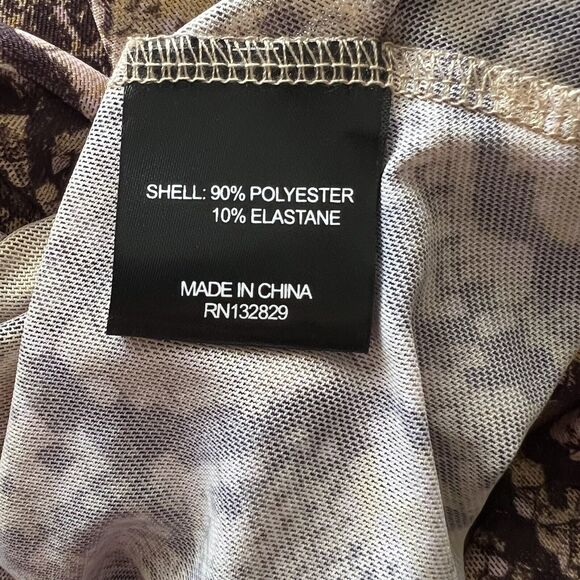 SHELL: 90% POLYESTER
10% ELASTANE
MADE IN CHINA
RN132829